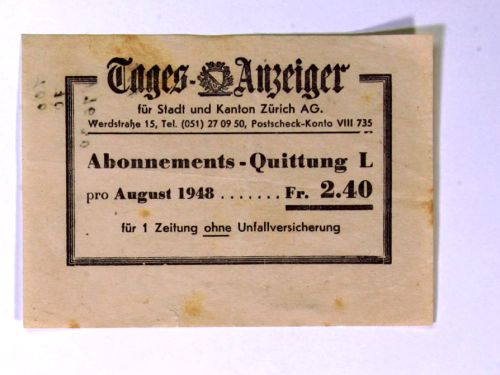 Tages-Anzeiger
für Stadt und Kanton Zürich AG.
Werdstraße 15, Tel. (051) 27 09 50, Postscheck-Konto VIII 735
Abonnements-Quittung L
pro August 1948 ....... Fr. 2.40
für 1 Zeitung ohne Unfallversicherung